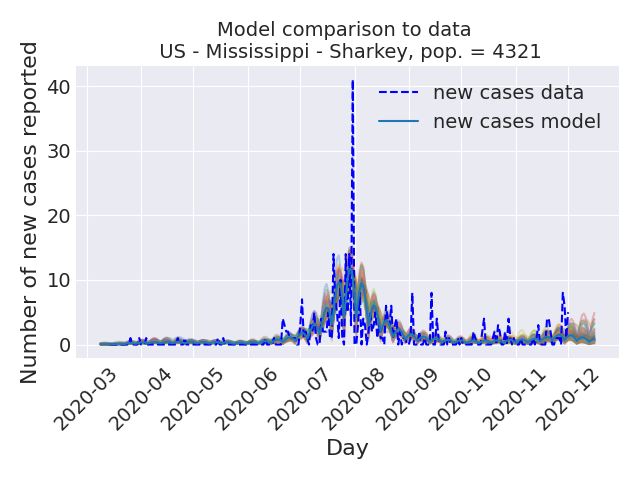 Model comparison to data
US - Mississippi - Sharkey, pop. = 4321
Number of new cases reported
40
30
20
10
0
new cases data
new cases model
2020-03
2020-04
2020-05
2020-06
2020-07
2020-08
2020-09
2020-10
2020-11
2020-12
Day